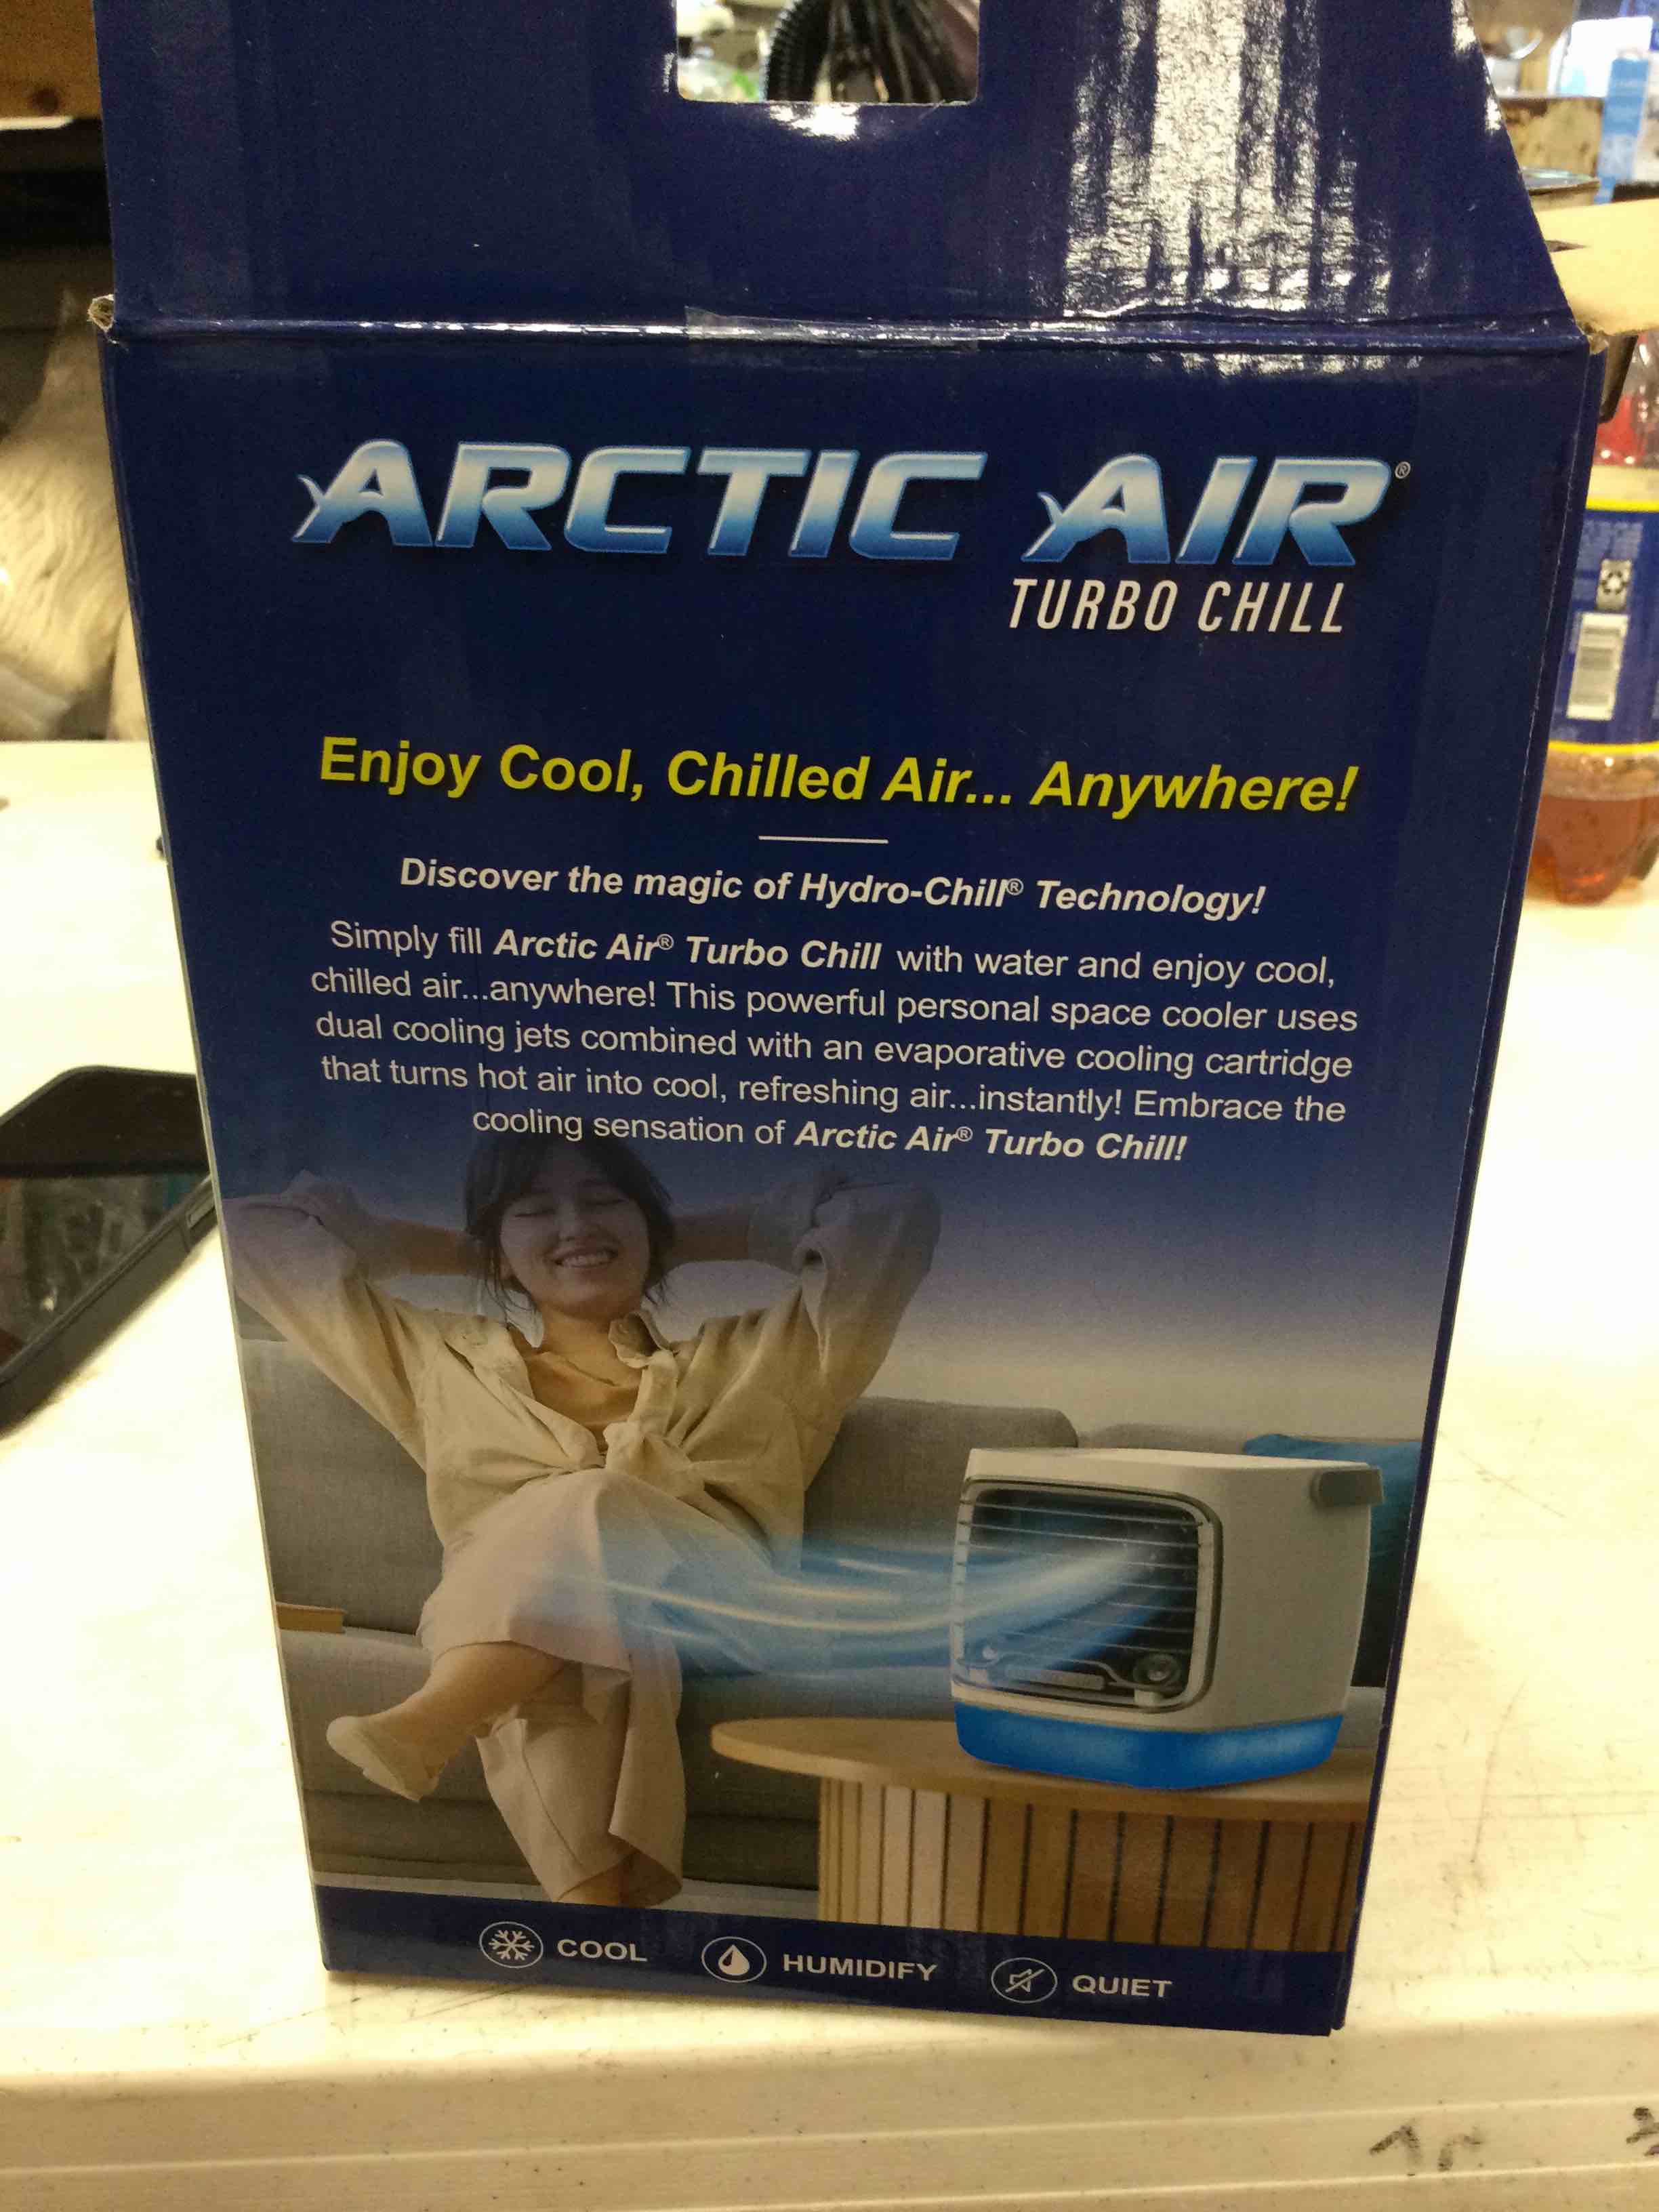 ARCTIC AIR®
TURBO CHILL
Enjoy Cool, Chilled Air... Anywhere!
Discover the magic of Hydro-Chill® Technology!
Simply fill Arctic Air® Turbo Chill with water and enjoy cool,
chilled air...anywhere! This powerful personal space cooler uses
dual cooling jets combined with an evaporative cooling cartridge
that turns hot air into cool, refreshing air...instantly! Embrace the
cooling sensation of Arctic Air® Turbo Chill!
COOL
HUMIDIFY
QUIET